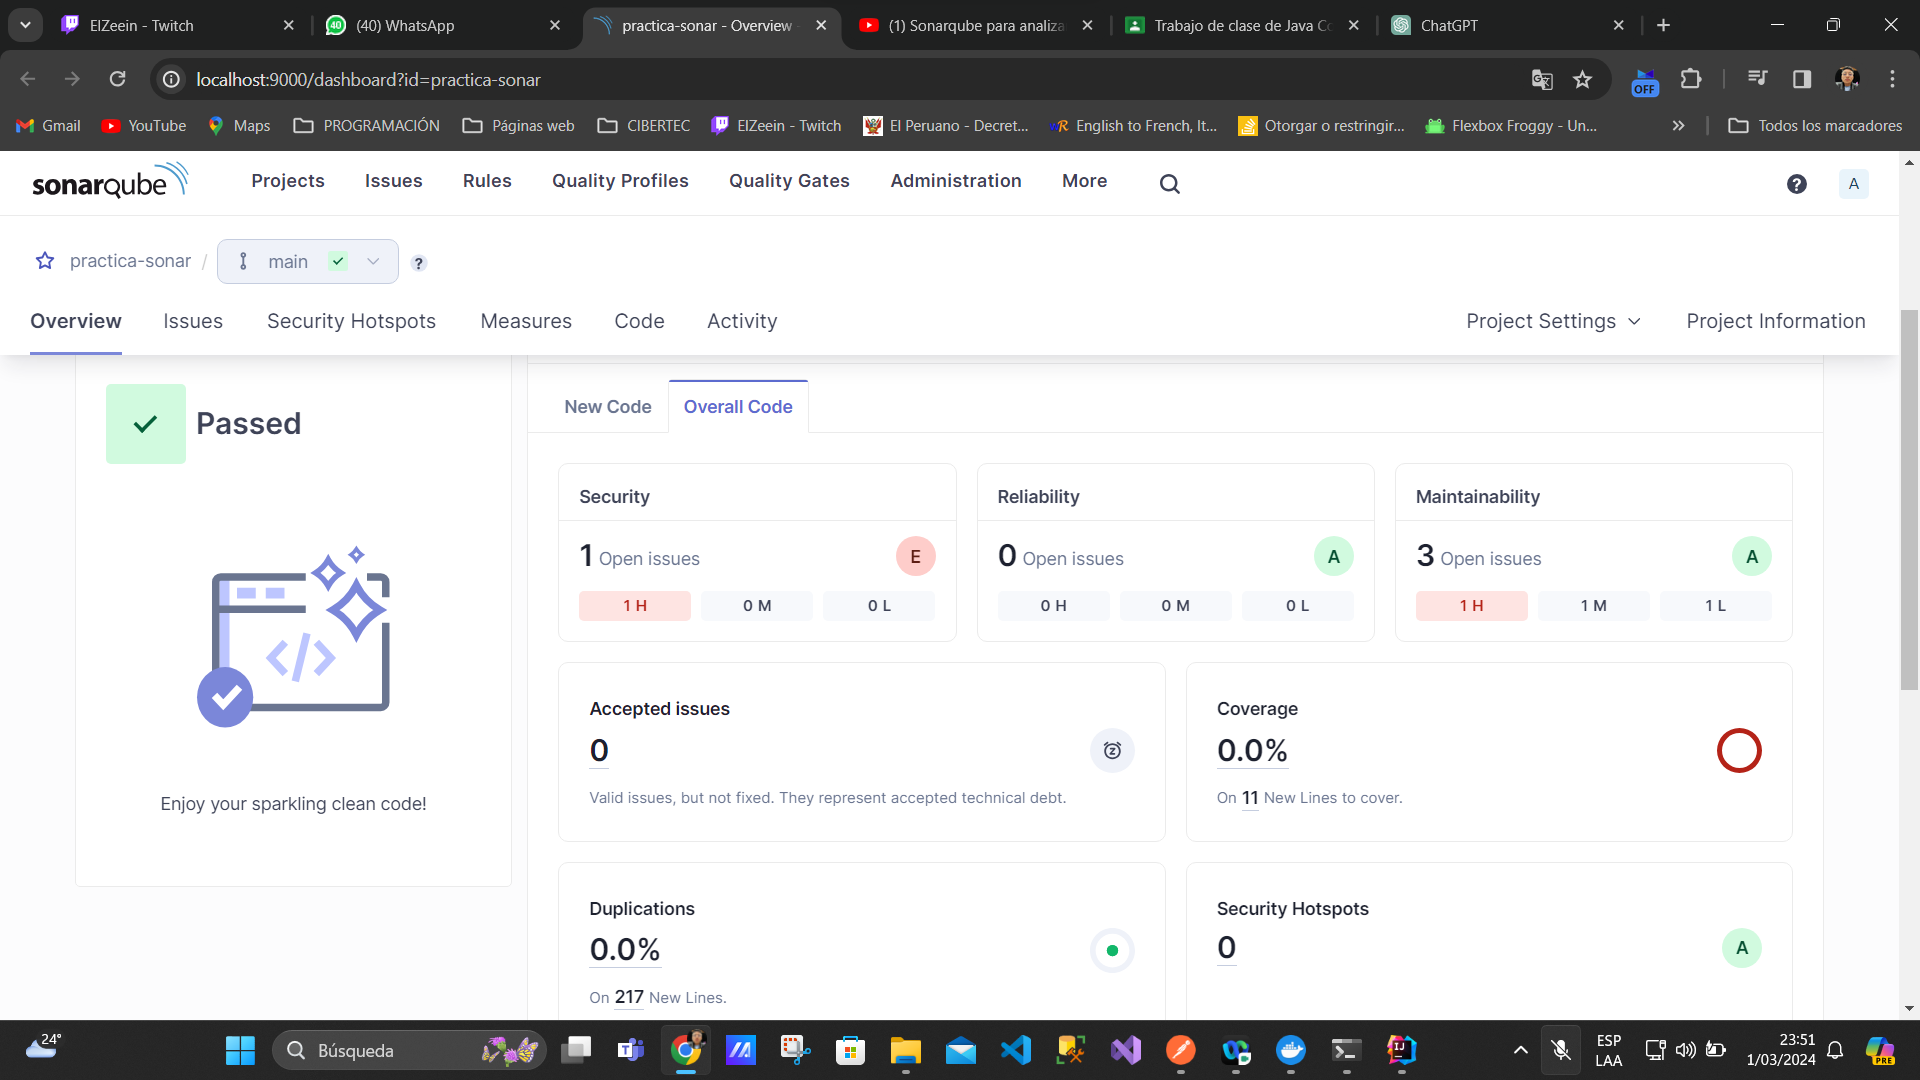 ElZeein - Twitch
(40) WhatsApp
practica-sonar - Overview
(1) Sonarqube para analiza
Trabajo de clase de Java Co
ChatGPT
localhost:9000/dashboard?id=practica-sonar
OFF
Gmail
YouTube
Maps
PROGRAMACIÓN
Páginas web
CIBERTEC
ElZeein - Twitch
El Peruano - Decret...
English to French, It...
Otorgar o restringir...
Flexbox Froggy - Un...
Todos los marcadores
sonarqube
Projects
Issues
Rules
Quality Profiles
Quality Gates
Administration
More
A
practica-sonar / main
Overview
Issues
Security Hotspots
Measures
Code
Activity
Project Settings
Project Information
Passed
Enjoy your sparkling clean code!
New Code
Overall Code
Security
1 Open issues
E
1 H
0 M
0 L
Reliability
0 Open issues
A
0 H
0 M
0 L
Maintainability
3 Open issues
A
1 H
1 M
1 L
Accepted issues
0
Valid issues, but not fixed. They represent accepted technical debt.
Coverage
0.0%
On 11 New Lines to cover.
Duplications
0.0%
On 217 New Lines.
Security Hotspots
0
A
24°
Búsqueda
ESP
LAA
23:51
1/03/2024
PRE